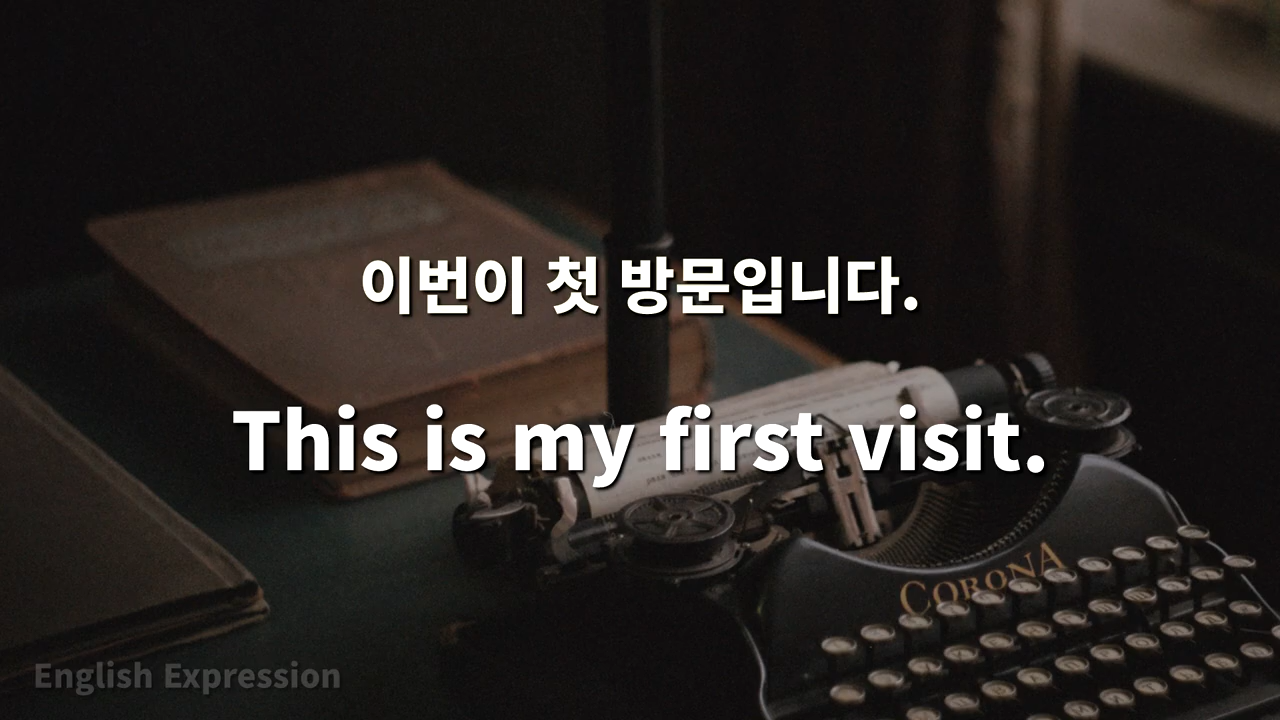 이번이 첫 방문입니다.
This is my first visit.
CORONA
English Expression